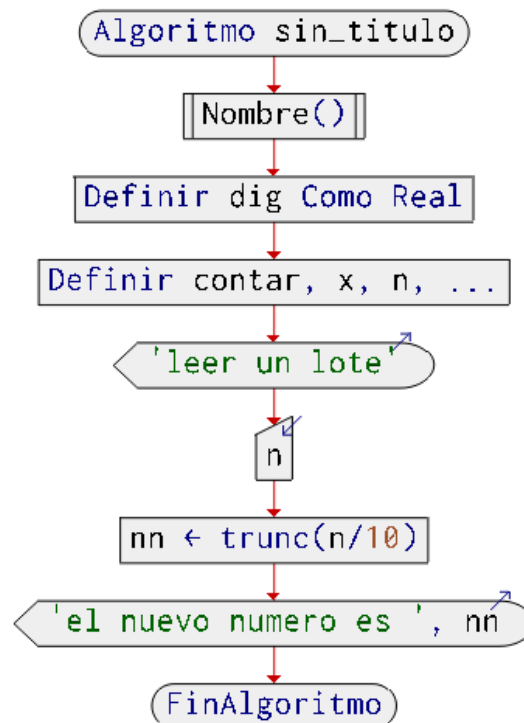 Algoritmo sin_titulo
Nombre()
Definir dig Como Real
Definir contar, x, n, ...
'leer un lote'
n
nn ← trunc(n/10)
'el nuevo numero es ', nn
FinAlgoritmo